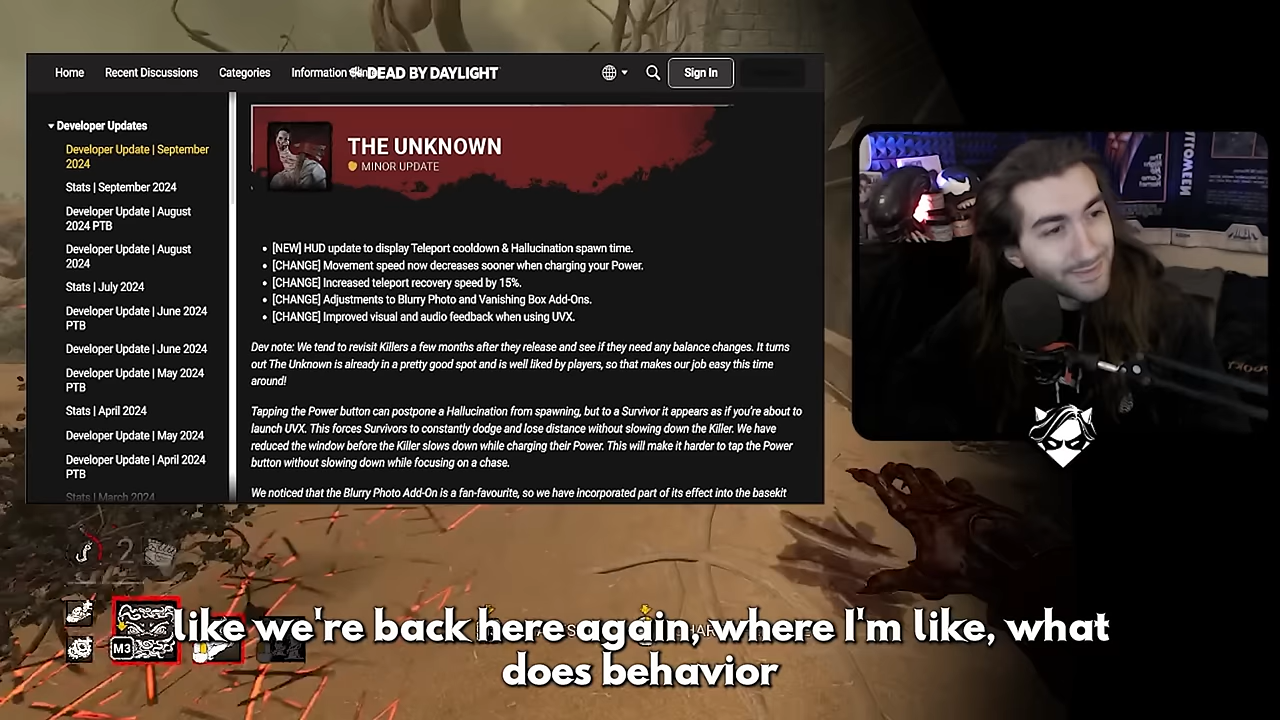 Home Recent Discussions Categories Information DEAD BY DAYLIGHT Sign In
Developer Updates
Developer Update | September
2024
Stats | September 2024
Developer Update | August
2024 PTB
Developer Update | August
2024
Stats | July 2024
Developer Update | June 2024
PTB
Developer Update | June 2024
Developer Update | May 2024
PTB
Stats | April 2024
Developer Update | May 2024
Developer Update | April 2024
PTB
Stats | March 2024
THE UNKNOWN
MINOR UPDATE
• [NEW] HUD update to display Teleport cooldown & Hallucination spawn time.
• [CHANGE] Movement speed now decreases sooner when charging your Power.
• [CHANGE] Increased teleport recovery speed by 15%.
• [CHANGE] Adjustments to Blurry Photo and Vanishing Box Add-Ons.
• [CHANGE] Improved visual and audio feedback when using UVX.
Dev note: We tend to revisit Killers a few months after they release and see if they need any balance changes. It turns
out The Unknown is already in a pretty good spot and is well liked by players, so that makes our job easy this time
around!
Tapping the Power button can postpone a Hallucination from spawning, but to a Survivor it appears as if you're about to
launch UVX. This forces Survivors to constantly dodge and lose distance without slowing down the Killer. We have
reduced the window before the Killer slows down while charging their Power. This will make it harder to tap the Power
button without slowing down while focusing on a chase.
We noticed that the Blurry Photo Add-On is a fan-favourite, so we have incorporated part of its effect into the basekit
HALLOWEEN
2
M3
like we're back here again, where I'm like, what
does behavior